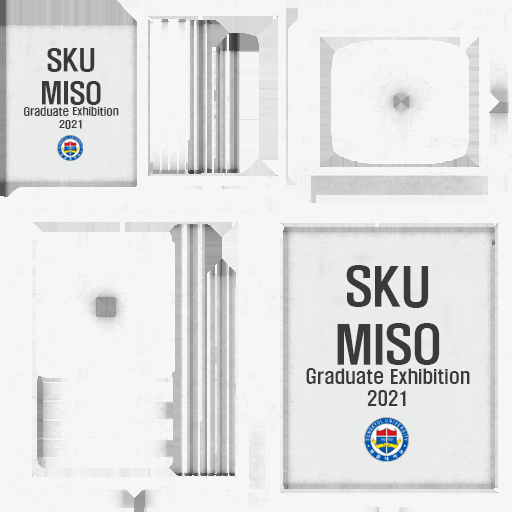 SKU
MISO
Graduate Exhibition
2021
SKU
MISO
Graduate Exhibition
2021